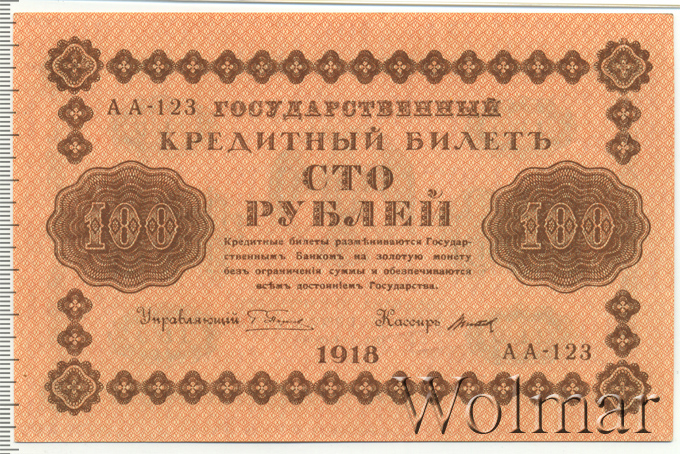 АА-123 ГОСУДАРСТВЕННЫЙ
КРЕДИТНЫЙ БИЛЕТЪ
СТО
РУБЛЕЙ
100
100
Кредитные билеты размѣниваются Государ-
ственнымъ Банкомъ на золотую монету
безъ ограниченія суммы и обезпечиваются
всѣмъ достояніемъ Государства.
Управляющій
Кассиръ
1918
АА-123
Wolmar